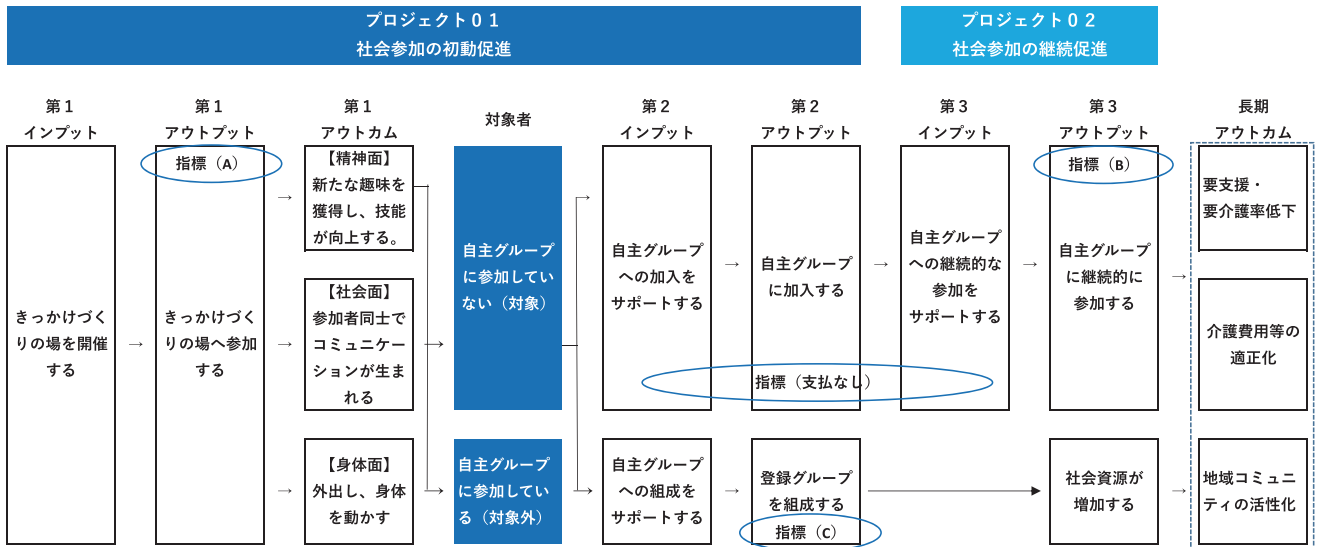 プロジェクト０１
社会参加の初動促進
プロジェクト０２
社会参加の継続促進
第１
インプット
第１
アウトプット
第１
アウトカム
対象者
第２
インプット
第２
アウトプット
第３
インプット
第３
アウトプット
長期
アウトカム
きっかけづく
りの場を開催
する
指標（A）
きっかけづく
りの場へ参加
する
【精神面】
新たな趣味を
獲得し、技能
が向上する。
【社会面】
参加者同士で
コミュニケー
ションが生ま
れる
【身体面】
外出し、身体
を動かす
自主グループ
に参加してい
ない（対象）
自主グループ
に参加してい
る（対象外）
自主グループ
への加入を
サポートする
自主グループ
への組成を
サポートする
自主グループ
に加入する
指標（支払なし）
登録グループ
を組成する
指標（C）
自主グループ
への継続的な
参加を
サポートする
指標（B）
自主グループ
に継続的に
参加する
社会資源が
増加する
要支援・
要介護率低下
介護費用等の
適正化
地域コミュニ
ティの活性化